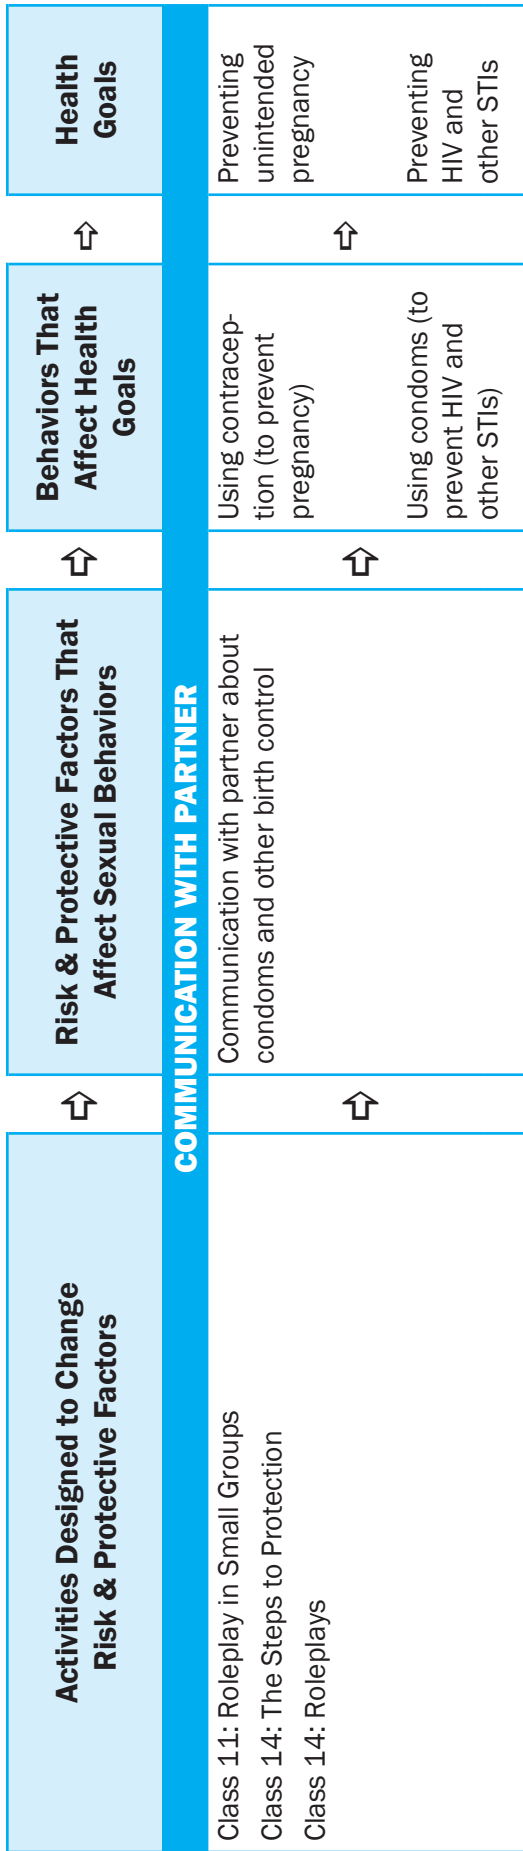 Activities Designed to Change
Risk & Protective Factors
Risk & Protective Factors That
Affect Sexual Behaviors
Behaviors That
Affect Health
Goals
Health
Goals
COMMUNICATION WITH PARTNER
Class 11: Roleplay in Small Groups
Class 14: The Steps to Protection
Class 14: Roleplays
Communication with partner about
condoms and other birth control
Using contracep-
tion (to prevent
pregnancy)
Using condoms (to
prevent HIV and
other STIs)
Preventing
unintended
pregnancy
Preventing
HIV and
other STIs